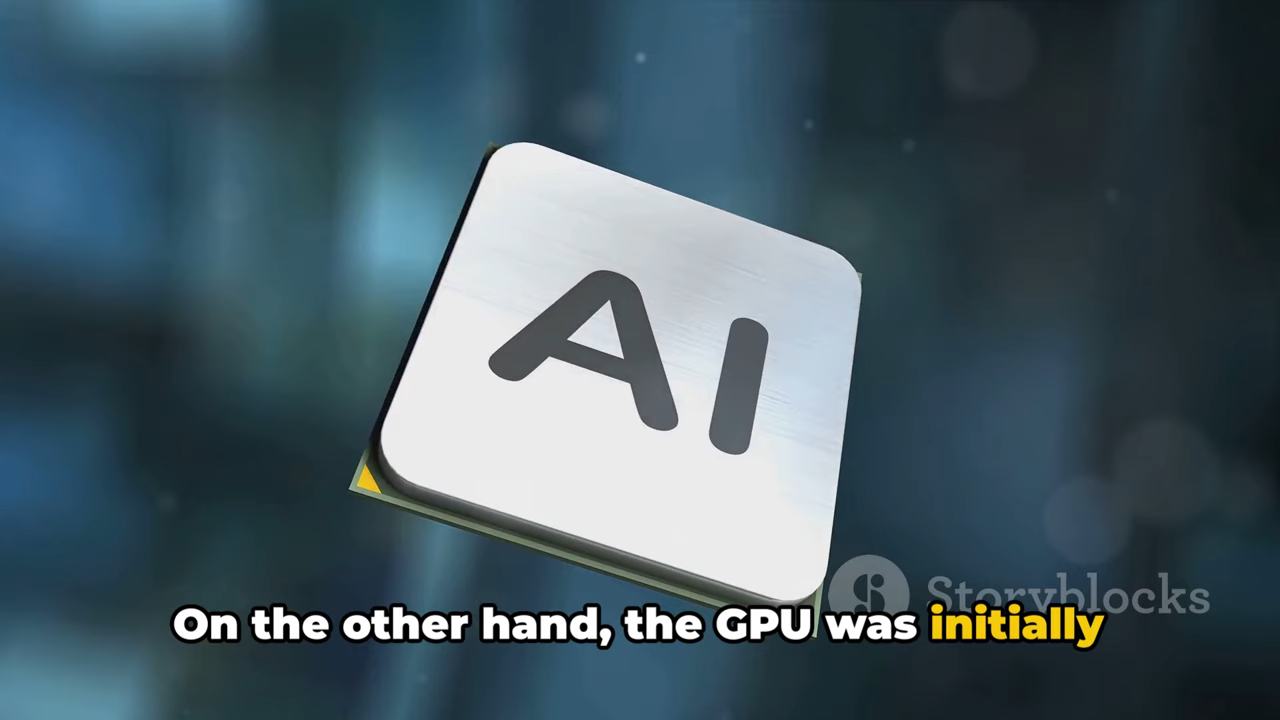 AI
Storyblocks
On the other hand, the GPU was initially